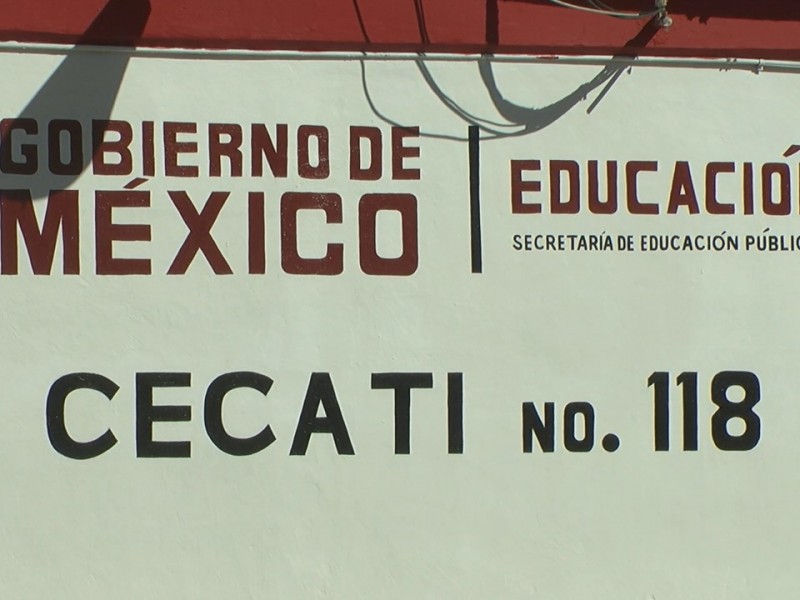 GOBIERNO DE
MÉXICO
EDUCACIÓ
SECRETARÍA DE EDUCACIÓN PÚBLIC
CECATI NO. 118